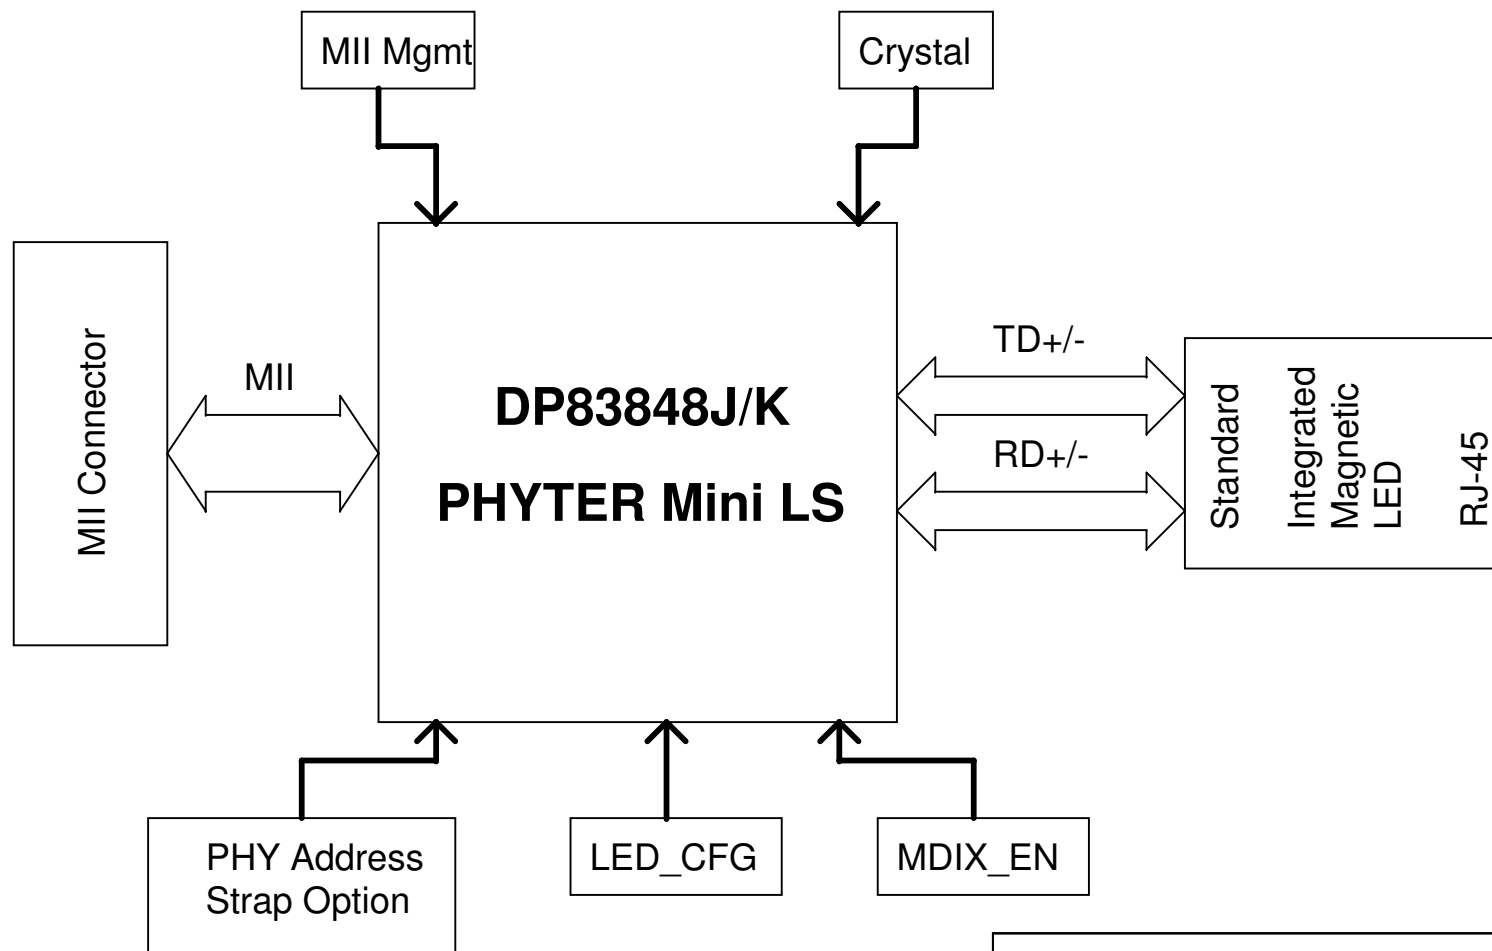 MII Mgmt
Crystal
MII Connector
MII
DP83848J/K
PHYTER Mini LS
TD+/-
RD+/-
Standard
Integrated
Magnetic
LED
RJ-45
PHY Address
Strap Option
LED_CFG
MDIX_EN